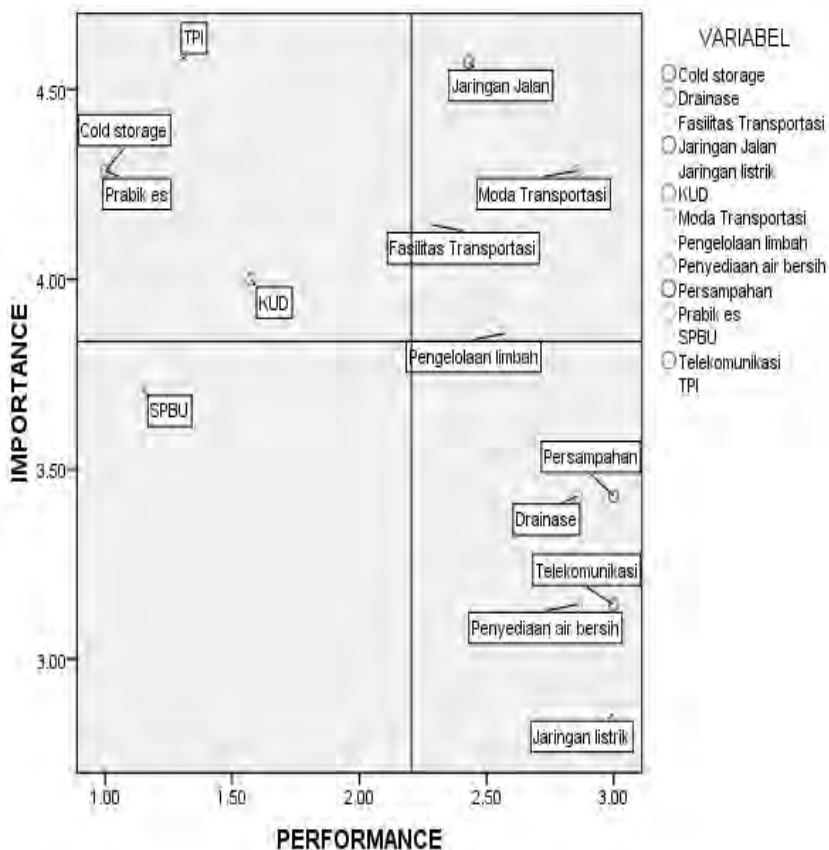 TPI
Jaringan Jalan
Cold storage
Prabik es
Moda Transportasi
Fasilitas Transportasi
KUD
Pengelolaan limbah
SPBU
Persampahan
Drainase
Telekomunikasi
Penyediaan air bersih
Jaringan listrik
IMPORTANCE
4.50
4.00
3.50
3.00
1.00 1.50 2.00 2.50 3.00
PERFORMANCE
VARIABEL
Cold storage
Drainase
Fasilitas Transportasi
Jaringan Jalan
Jaringan listrik
KUD
Moda Transportasi
Pengelolaan limbah
Penyediaan air bersih
Persampahan
Prabik es
SPBU
Telekomunikasi
TPI